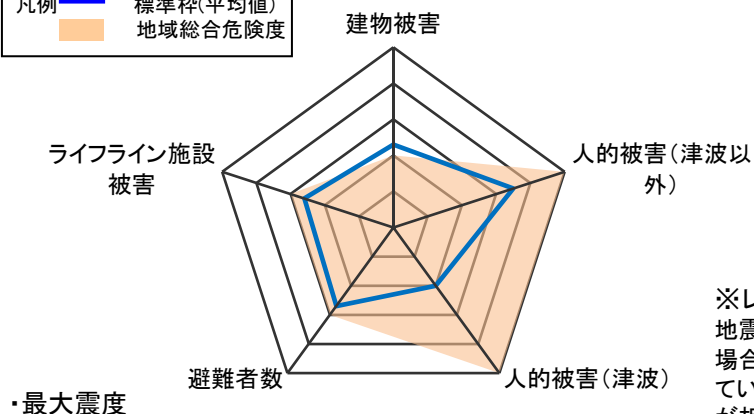 凡例 標準枠(平均値)
地域総合危険度
建物被害
ライフライン施設
被害
人的被害(津波以
外)
避難者数
人的被害(津波)
・最大震度
※レ
地震
場合
てい